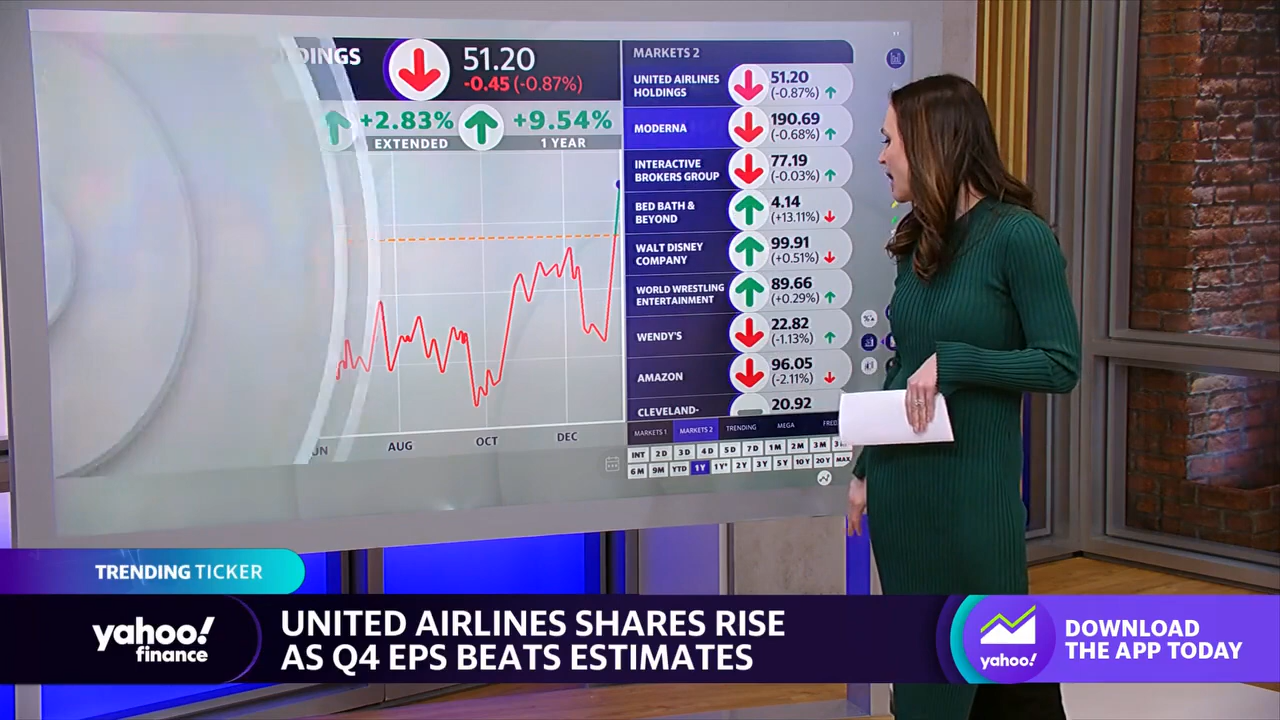 DINGS
51.20
-0.45 (-0.87%)
+2.83%
EXTENDED
+9.54%
1 YEAR
AUG
OCT
DEC
MARKETS 2
UNITED AIRLINES
HOLDINGS
51.20
(-0.87%)
MODERNA
190.69
(-0.68%)
INTERACTIVE
BROKERS GROUP
77.19
(-0.03%)
BED BATH &
BEYOND
4.14
(+13.11%)
WALT DISNEY
COMPANY
99.91
(+0.51%)
WORLD WRESTLING
ENTERTAINMENT
89.66
(+0.29%)
WENDY'S
22.82
(-1.13%)
AMAZON
96.05
(-2.11%)
CLEVELAND-
20.92
MARKETS 1 MARKETS 2 TRENDING MEGA
INT 2D 3D 4D 5D 7D 1M 2M 3M
6M 9M YTD 1Y 1Y* 2Y 3Y 5Y 10Y 20Y MAX
TRENDING TICKER
yahoo!
finance
UNITED AIRLINES SHARES RISE
AS Q4 EPS BEATS ESTIMATES
yahoo!
DOWNLOAD
THE APP TODAY